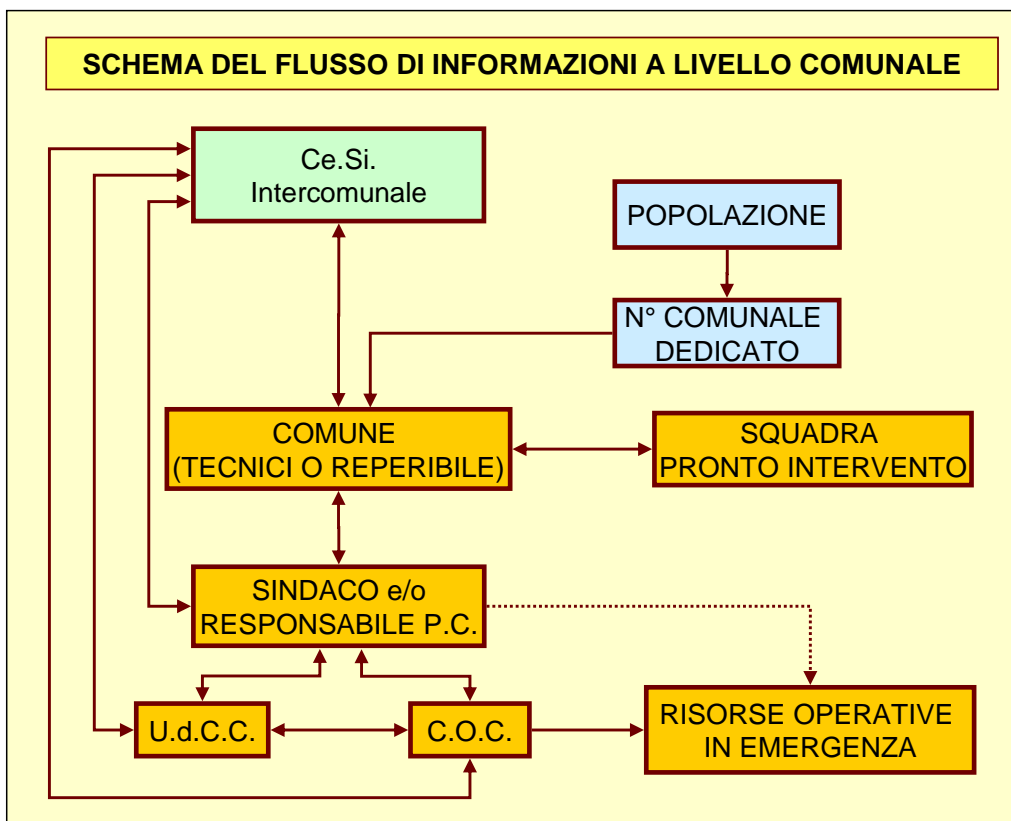 SCHEMA DEL FLUSSO DI INFORMAZIONI A LIVELLO COMUNALE
Ce.Si.
Intercomunale
POPOLAZIONE
N° COMUNALE
DEDICATO
COMUNE
(TECNICI O REPERIBILE)
SQUADRA
PRONTO INTERVENTO
SINDACO e/o
RESPONSABILE P.C.
U.d.C.C.
C.O.C.
RISORSE OPERATIVE
IN EMERGENZA